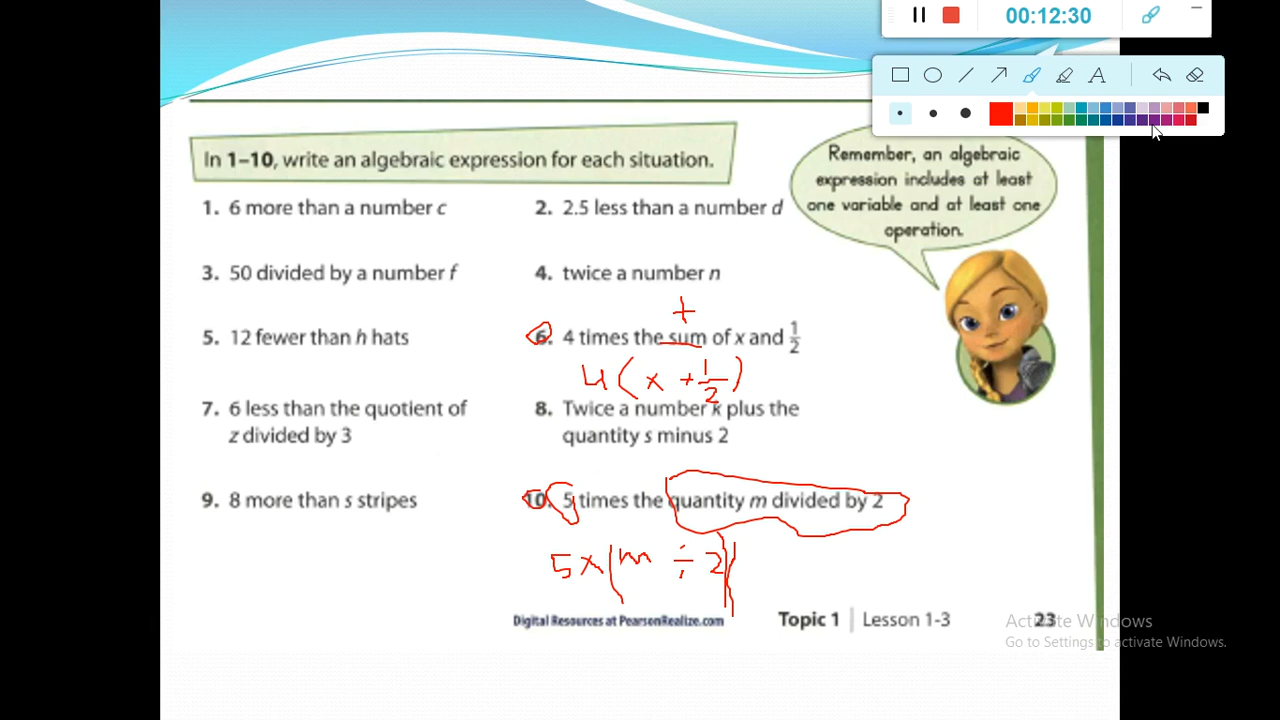 00:12:30
A
In 1–10, write an algebraic expression for each situation.
Remember, an algebraic
expression includes at least
one variable and at least one
operation.
1. 6 more than a number c
2. 2.5 less than a number d
3. 50 divided by a number f
4. twice a number n
+
5. 12 fewer than h hats
6. 4 times the sum of x and 1/2
4 ( x + 1/2 )
7. 6 less than the quotient of
z divided by 3
8. Twice a number k plus the
quantity s minus 2
9. 8 more than s stripes
10. 5 times the quantity m divided by 2
5 x ( m ÷ 2 )
Digital Resources at PearsonRealize.com
Topic 1 | Lesson 1-3
23
Activate Windows
Go to Settings to activate Windows.